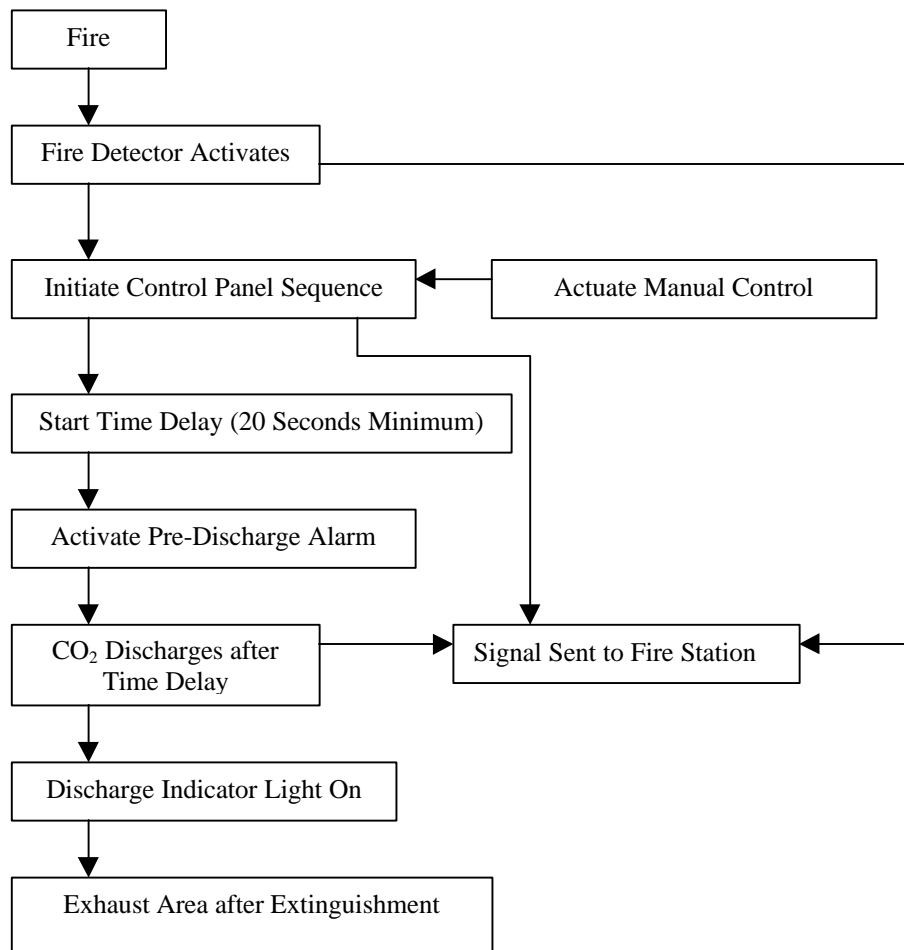 Fire
Fire Detector Activates
Initiate Control Panel Sequence
Actuate Manual Control
Start Time Delay (20 Seconds Minimum)
Activate Pre-Discharge Alarm
CO₂ Discharges after
Time Delay
Signal Sent to Fire Station
Discharge Indicator Light On
Exhaust Area after Extinguishment